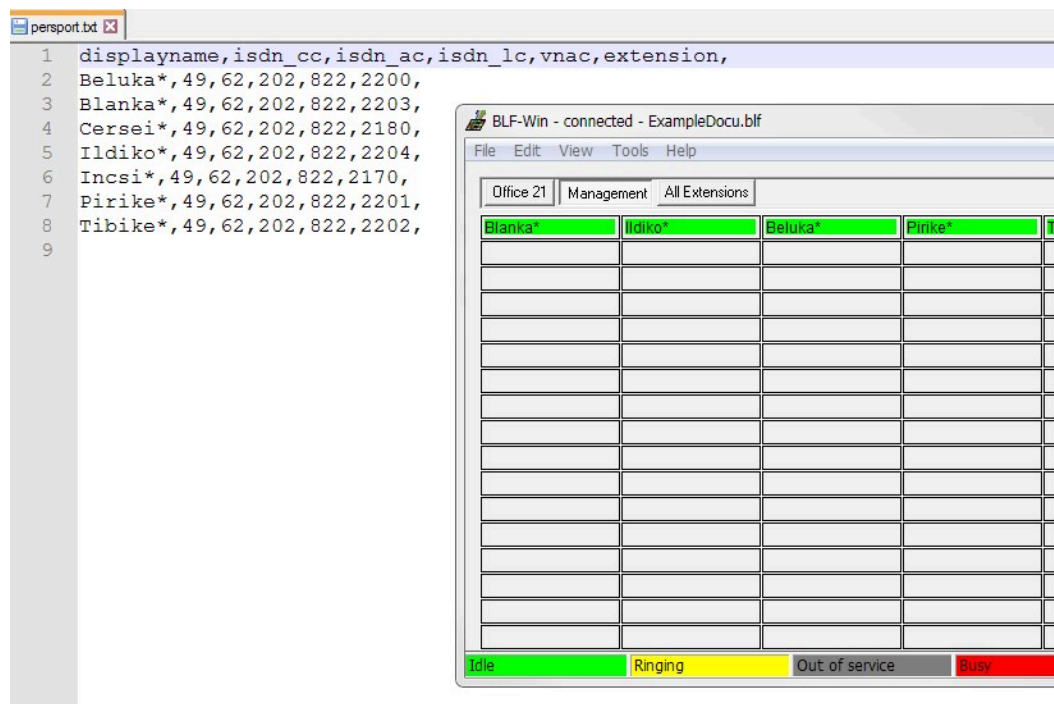 persport.txt
1 displayname,isdn_cc,isdn_ac,isdn_lc,vnac,extension,
2 Beluka*,49,62,202,822,2200,
3 Blanka*,49,62,202,822,2203,
4 Cersei*,49,62,202,822,2180,
5 Ildiko*,49,62,202,822,2204,
6 Incsi*,49,62,202,822,2170,
7 Pirike*,49,62,202,822,2201,
8 Tibike*,49,62,202,822,2202,
9
BLF-Win - connected - ExampleDocu.blf
File Edit View Tools Help
Office 21 Management All Extensions
Blanka* Ildiko* Beluka* Pirike* T
Idle Ringing Out of service Busy